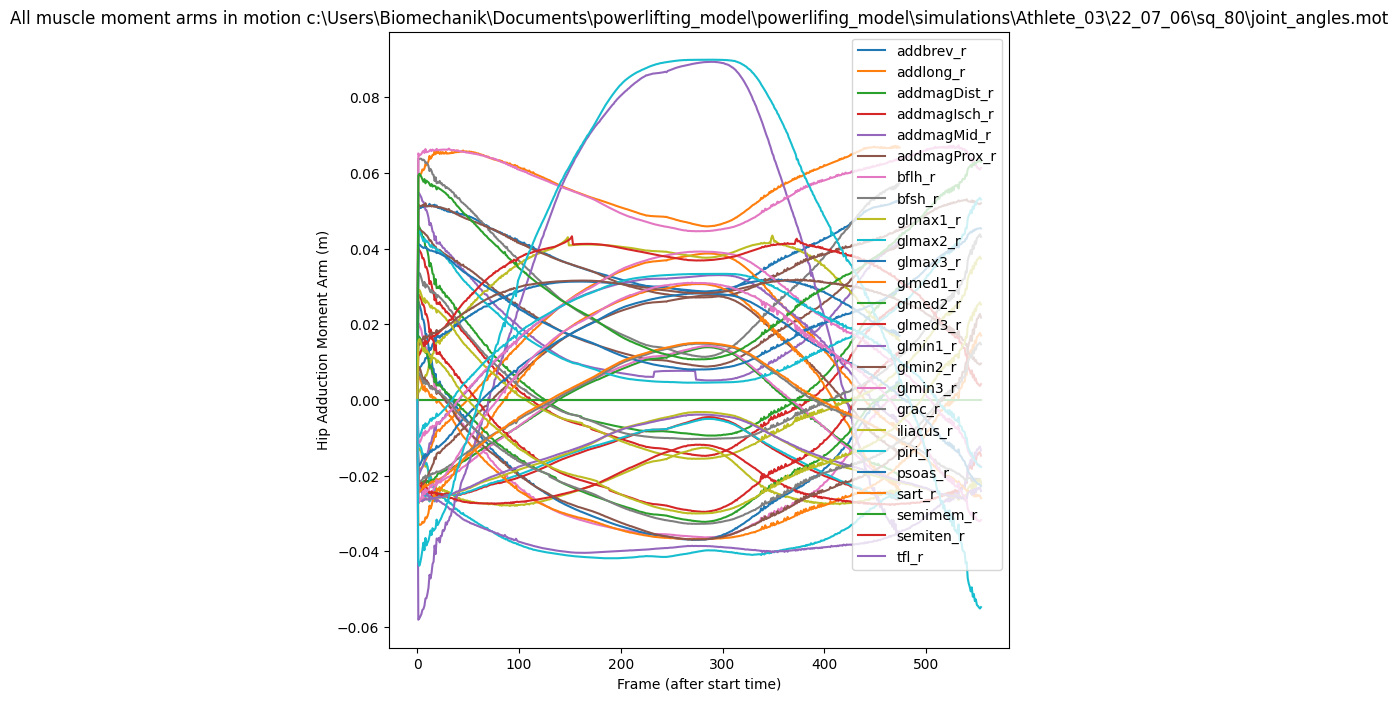 All muscle moment arms in motion c:\Users\Biomechanik\Documents\powerlifting_model\powerlifing_model\simulations\Athlete_03\22_07_06\sq_80\joint_angles.mot
Hip Adduction Moment Arm (m)
0.08
0.06
0.04
0.02
0.00
−0.02
−0.04
−0.06
0
100
200
300
400
500
Frame (after start time)
addbrev_r
addlong_r
addmagDist_r
addmagIsch_r
addmagMid_r
addmagProx_r
bflh_r
bfsh_r
glmax1_r
glmax2_r
glmax3_r
glmed1_r
glmed2_r
glmed3_r
glmin1_r
glmin2_r
glmin3_r
grac_r
iliacus_r
piri_r
psoas_r
sart_r
semimem_r
semiten_r
tfl_r